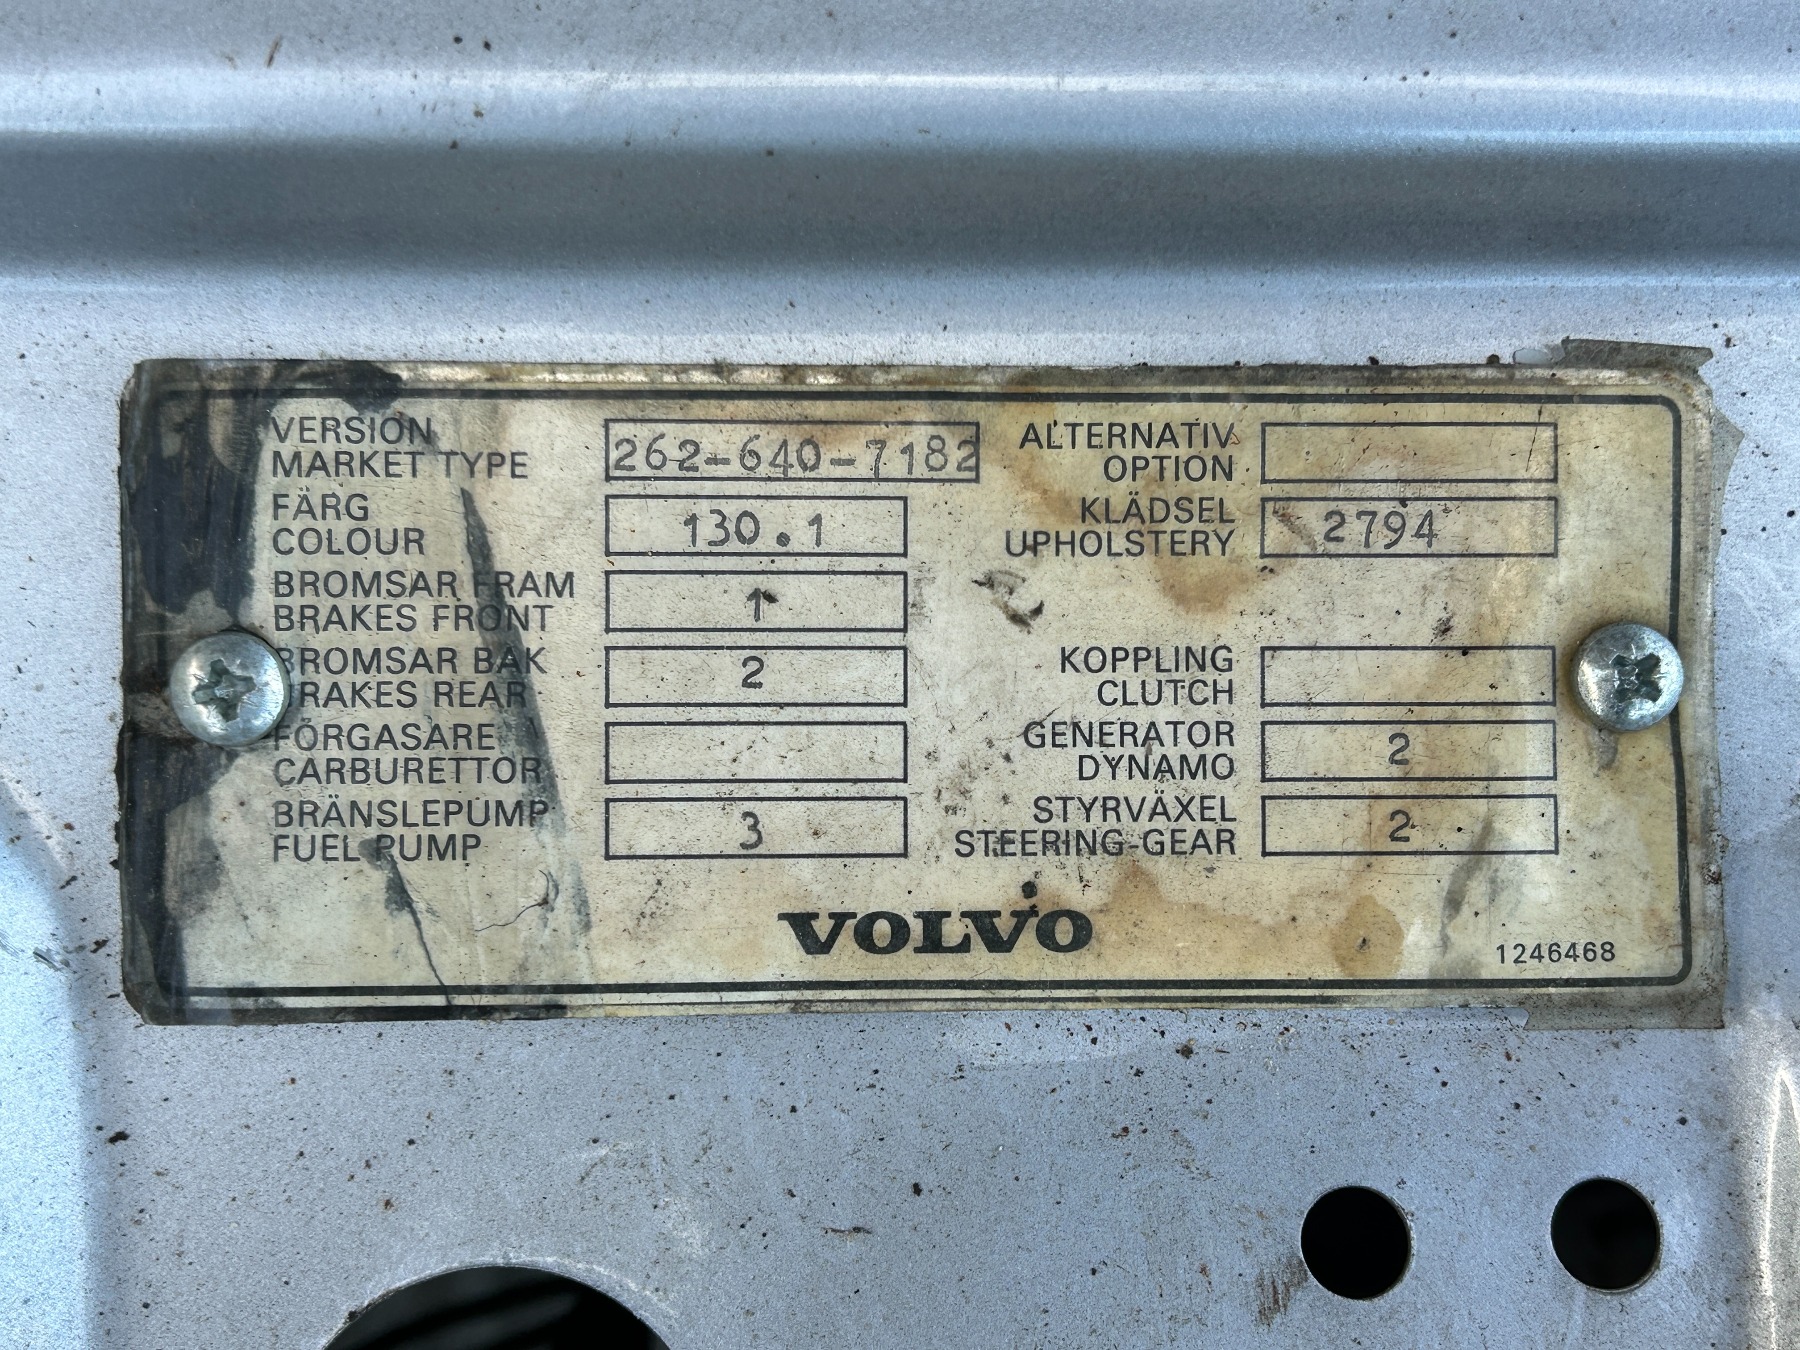 VERSION
MARKET TYPE
262-640-7182
ALTERNATIV
OPTION
FÄRG
COLOUR
130.1
KLÄDSEL
UPHOLSTERY
2794
BROMSAR FRAM
BRAKES FRONT
1
BROMSAR BAK
BRAKES REAR
2
KOPPLING
CLUTCH
FÖRGASARE
CARBURETTOR
GENERATOR
DYNAMO
2
BRÄNSLEPUMP
FUEL PUMP
3
STYRVÄXEL
STEERING-GEAR
2
VOLVO
1246468